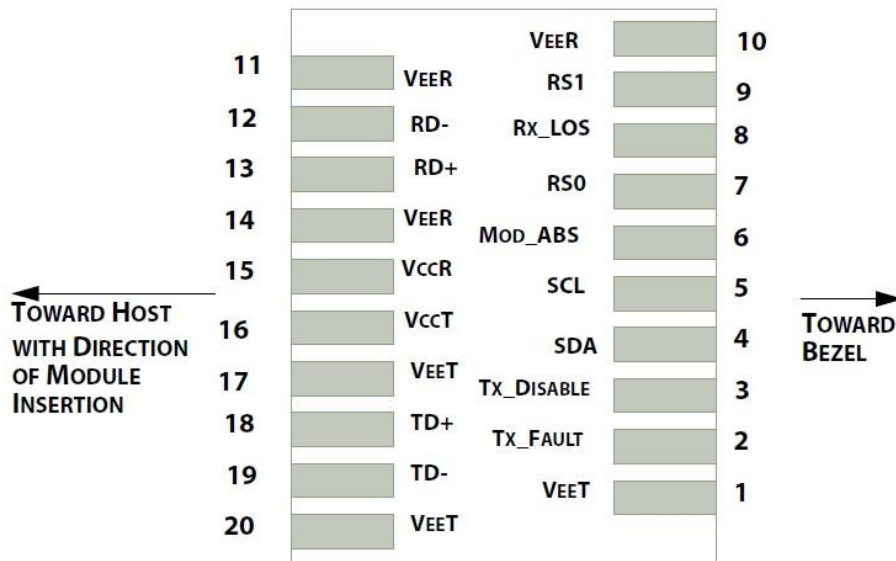 VEER 10
11 VEER
RS1 9
12 RD-
RX_LOS 8
13 RD+
RS0 7
14 VEER
MOD_ABS 6
15 VCCR
SCL 5
TOWARD HOST
WITH DIRECTION
OF MODULE
INSERTION
16 VCCT
SDA 4
TOWARD
BEZEL
17 VEET
TX_DISABLE 3
18 TD+
TX_FAULT 2
19 TD-
VEET 1
20 VEET